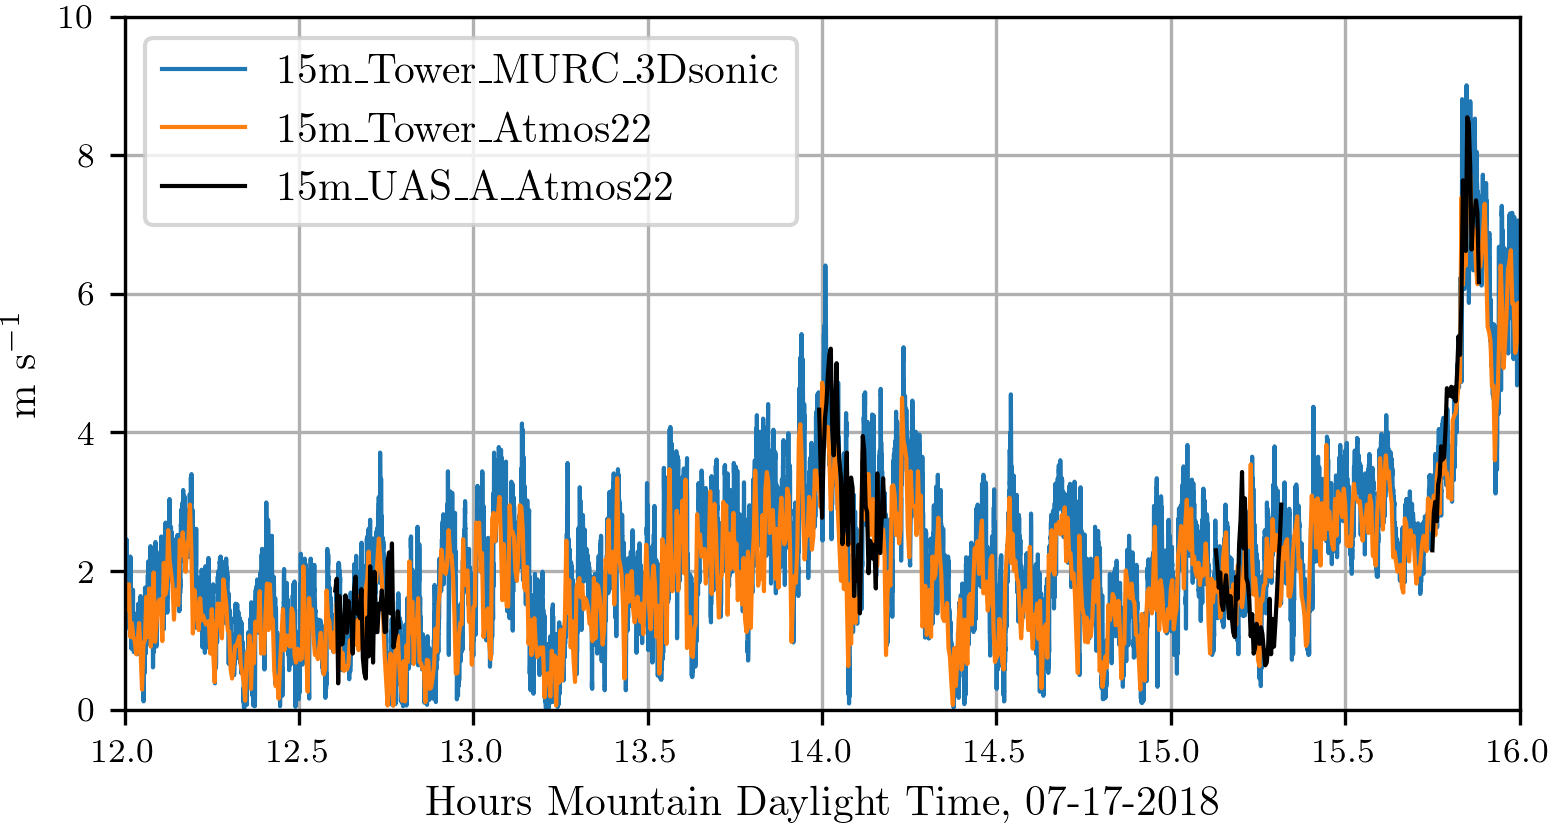 10
8
6
4
2
0
m s⁻¹
15m_Tower_MURC_3Dsonic
15m_Tower_Atmos22
15m_UAS_A_Atmos22
12.0 12.5 13.0 13.5 14.0 14.5 15.0 15.5 16.0
Hours Mountain Daylight Time, 07-17-2018